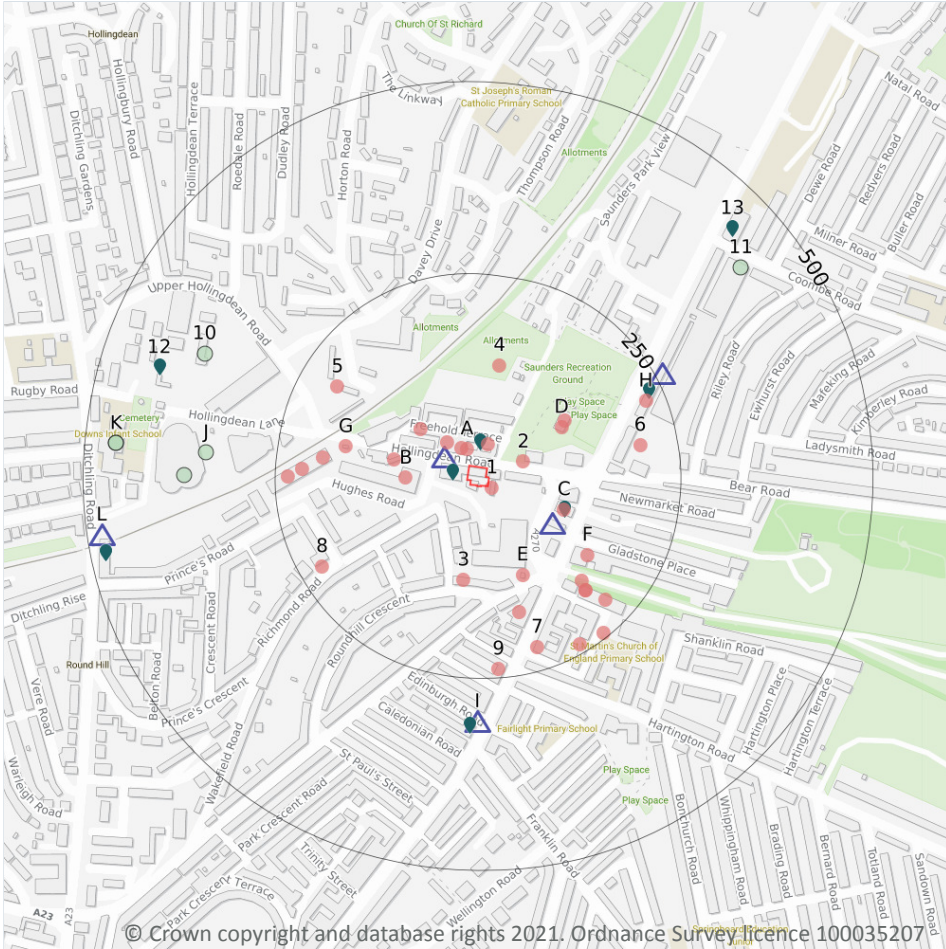 Church Of St Richard
Hollingdean
The Linkway
St Joseph's Roman
Catholic Primary School
Natal Road
Hollingbury Road
Ditchling Gardens
Hollingdean Terrace
Roedale Road
Dudley Road
Horton Road
Thompson Road
Allotments
Saunders Park View
Dewe Road
Redvers Road
Buller Road
13
Milner Road
11
500
Coombe Road
Davey Drive
Upper Hollingdean Road
Allotments
10
12
4
Allotments
250
5
Saunders Recreation
Ground
H
Riley Road
Ewhurst Road
Mafeking Road
Kimberley Road
Rugby Road
Play Space
Play Space
D
Cemetery
K
Downs Infant School
Hollingdean Lane
J
G
Freehold Terrace
A
Hollingdean Road
2
6
Ladysmith Road
B
1
Bear Road
Ditchling Road
Hughes Road
C
Newmarket Road
L
A270
F
Gladstone Place
Prince's Road
8
3
E
Ditchling Rise
Richmond Road
Roundhill Crescent
Crescent Road
7
St Martin's Church of
England Primary School
Shanklin Road
Round Hill
9
Belton Road
Vere Road
Prince's Crescent
Edinburgh Road
I
Caledonian Road
Fairlight Primary School
Hartington Road
Hartington Place
Hartington Terrace
Wakefield Road
St Paul's Street
Play Space
Play Space
Warleigh Road
Park Crescent Road
Trinity Street
Franklin Road
Bonchurch Road
Whippingham Road
Brading Road
Bernard Road
Totland Road
Sandown Road
Park Crescent Terrace
Wellington Road
A23
A23
© Crown copyright and database rights 2021. Ordnance Survey licence 100035207